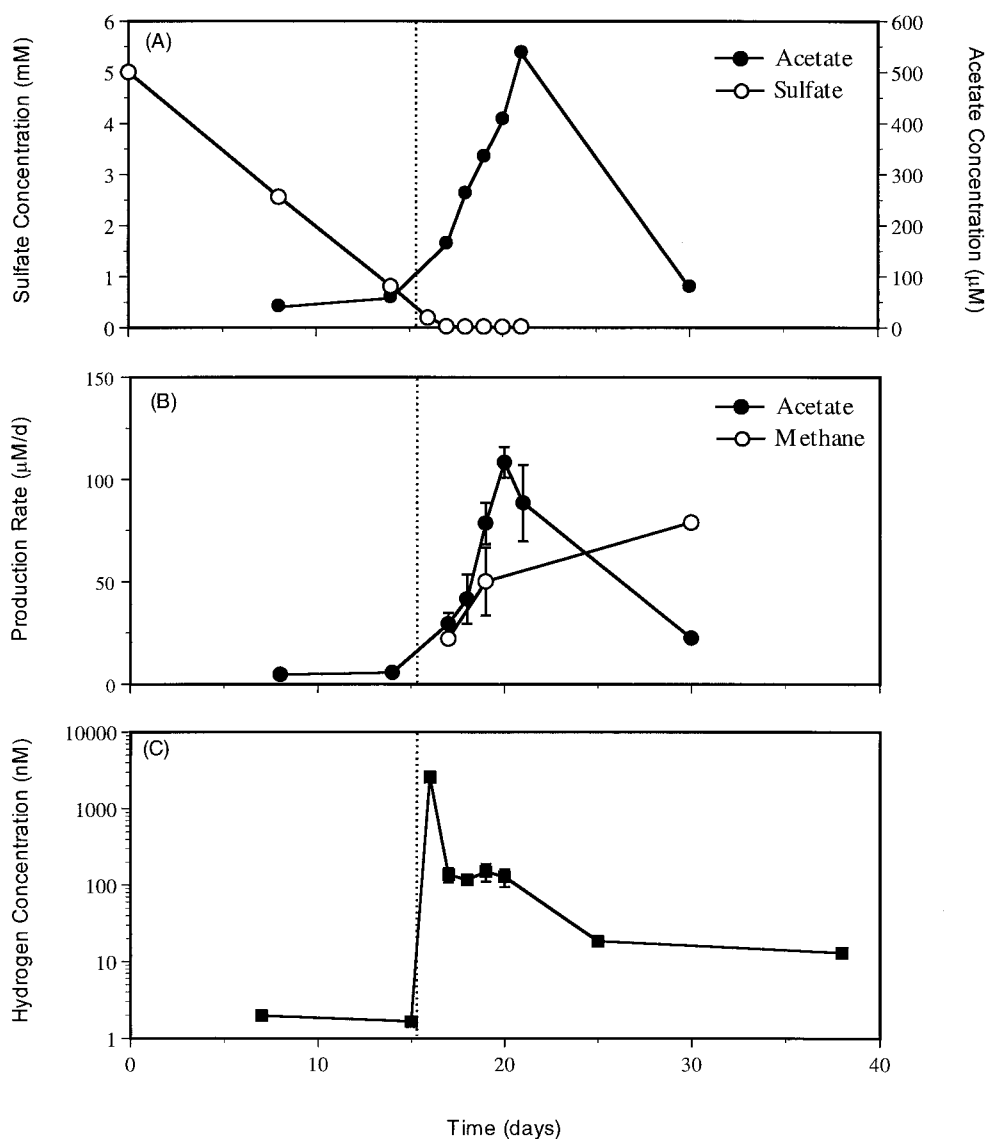 (A)
Sulfate Concentration (mM)
6
5
4
3
2
1
0
Acetate
Sulfate
600
500
400
300
200
100
0
Acetate Concentration
(μM)
(B)
Production Rate (μM/d)
150
100
50
0
Acetate
Methane
(C)
Hydrogen Concentration (nM)
10000
1000
100
10
1
0
10
20
30
40
Time (days)